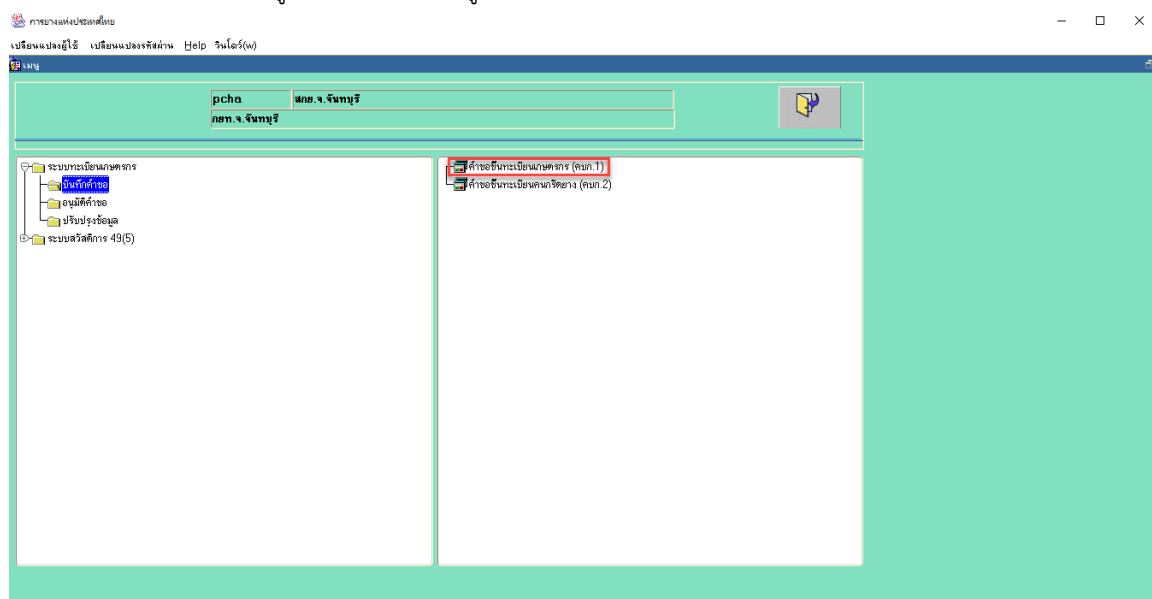 การยางแห่งประเทศไทย
เปลี่ยนแปลงผู้ใช้ เปลี่ยนแปลงรหัสผ่าน Help วินโดว์(w)
เมนู
pcha สกย.จ.จันทบุรี
กยท.จ.จันทบุรี
ระบบทะเบียนเกษตรกร
บันทึกคำขอ
อนุมัติคำขอ
ปรับปรุงข้อมูล
ระบบสวัสดิการ 49(5)
คำขอขึ้นทะเบียนเกษตรกร (คบก.1)
คำขอขึ้นทะเบียนคนกรีดยาง (คบก.2)